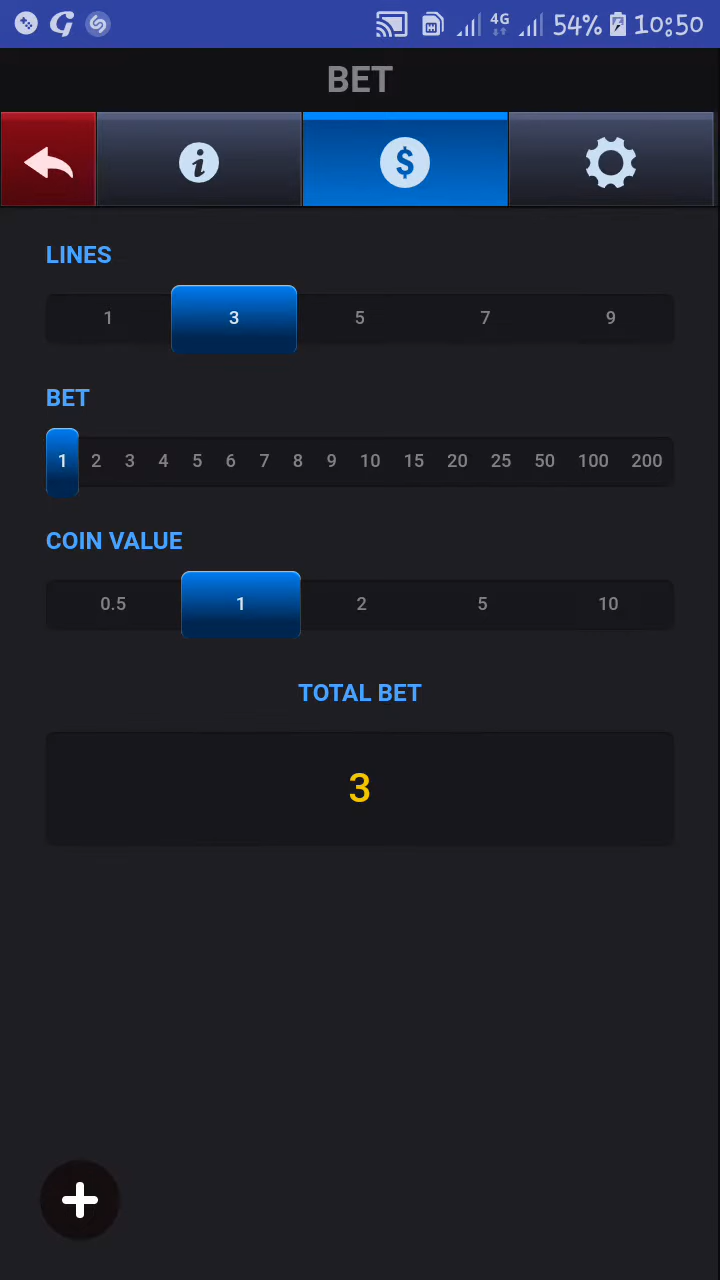 4G 54% 10:50
BET
LINES
1 3 5 7 9
BET
1 2 3 4 5 6 7 8 9 10 15 20 25 50 100 200
COIN VALUE
0.5 1 2 5 10
TOTAL BET
3